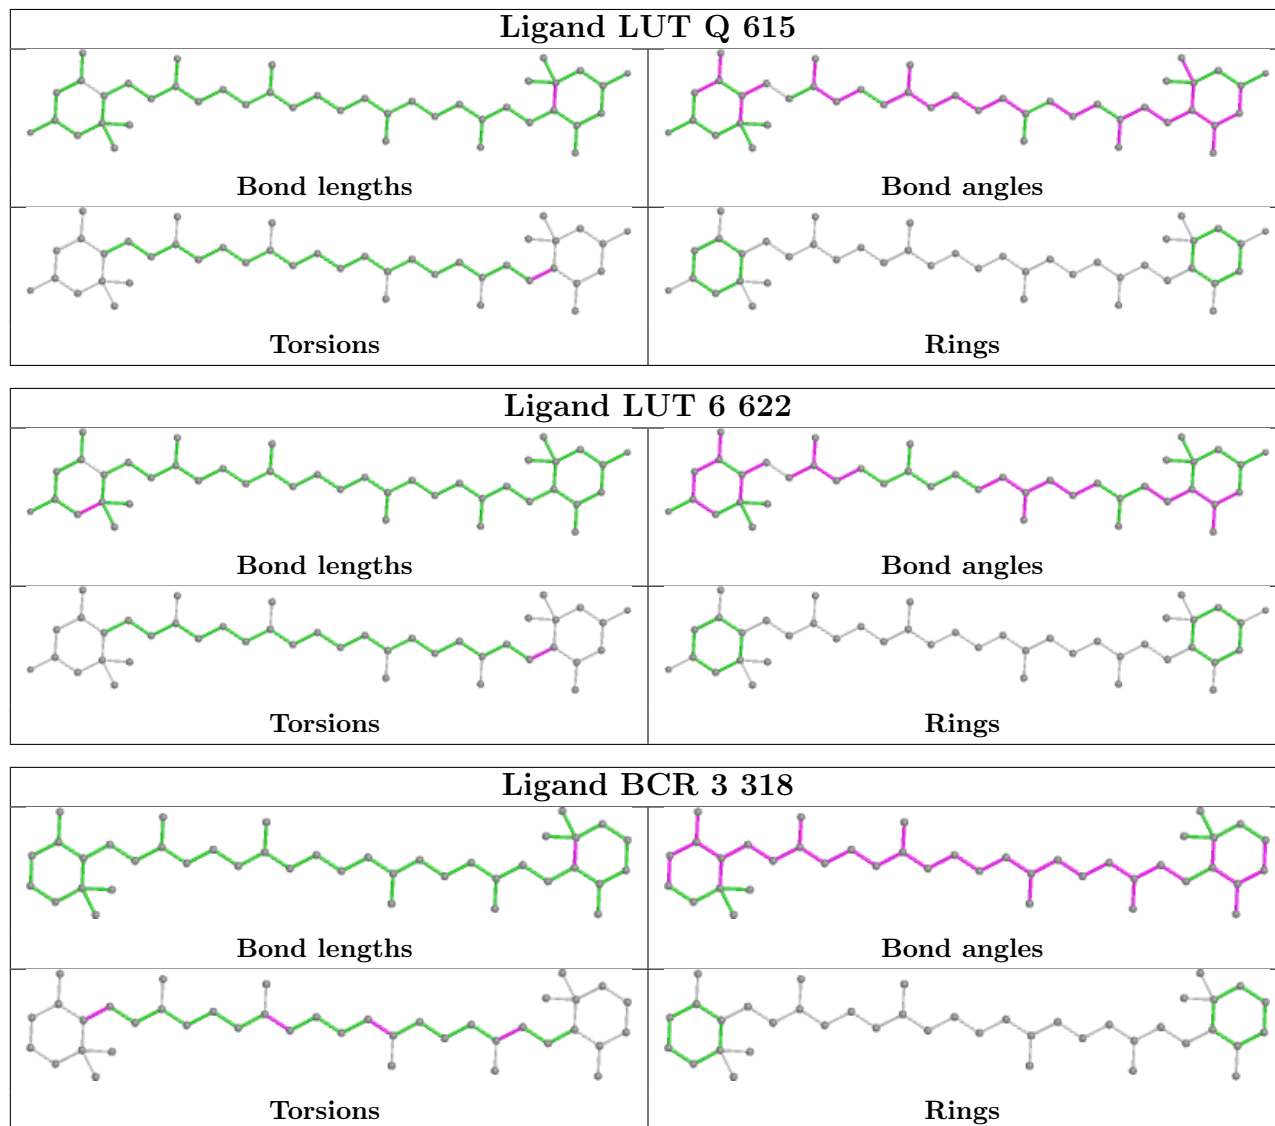 Ligand LUT Q 615
Bond lengths
Bond angles
Torsions
Rings
Ligand LUT 6 622
Bond lengths
Bond angles
Torsions
Rings
Ligand BCR 3 318
Bond lengths
Bond angles
Torsions
Rings